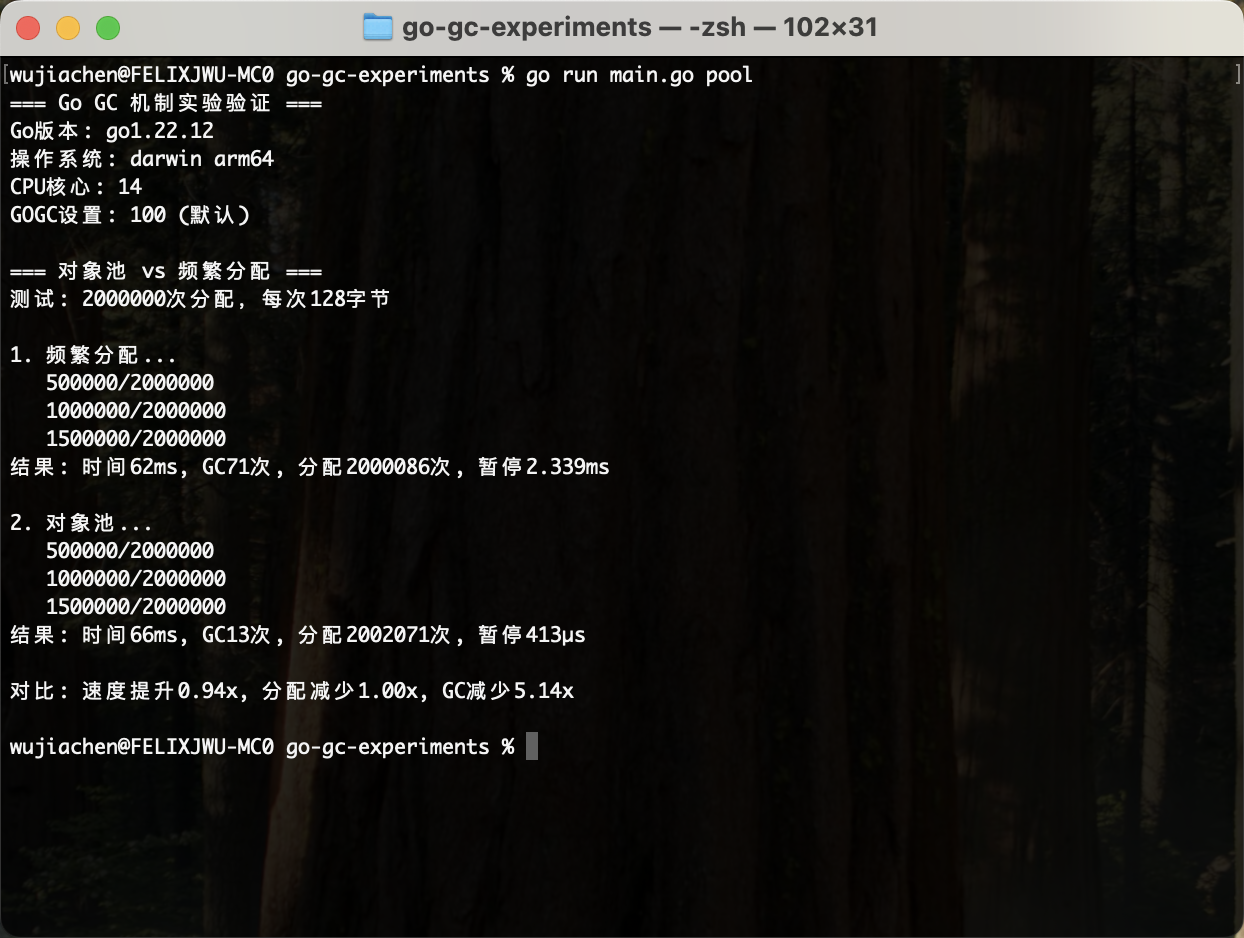 go-gc-experiments — -zsh — 102×31
[wujiachen@FELIXJWU-MC0 go-gc-experiments % go run main.go pool ]
=== Go GC 机制实验验证 ===
Go版本: go1.22.12
操作系统: darwin arm64
CPU核心: 14
GOGC设置: 100 (默认)
=== 对象池 vs 频繁分配 ===
测试: 2000000次分配, 每次128字节
1. 频繁分配...
500000/2000000
1000000/2000000
1500000/2000000
结果: 时间62ms, GC71次, 分配2000086次, 暂停2.339ms
2. 对象池...
500000/2000000
1000000/2000000
1500000/2000000
结果: 时间66ms, GC13次, 分配2002071次, 暂停413µs
对比: 速度提升0.94x, 分配减少1.00x, GC减少5.14x
wujiachen@FELIXJWU-MC0 go-gc-experiments %